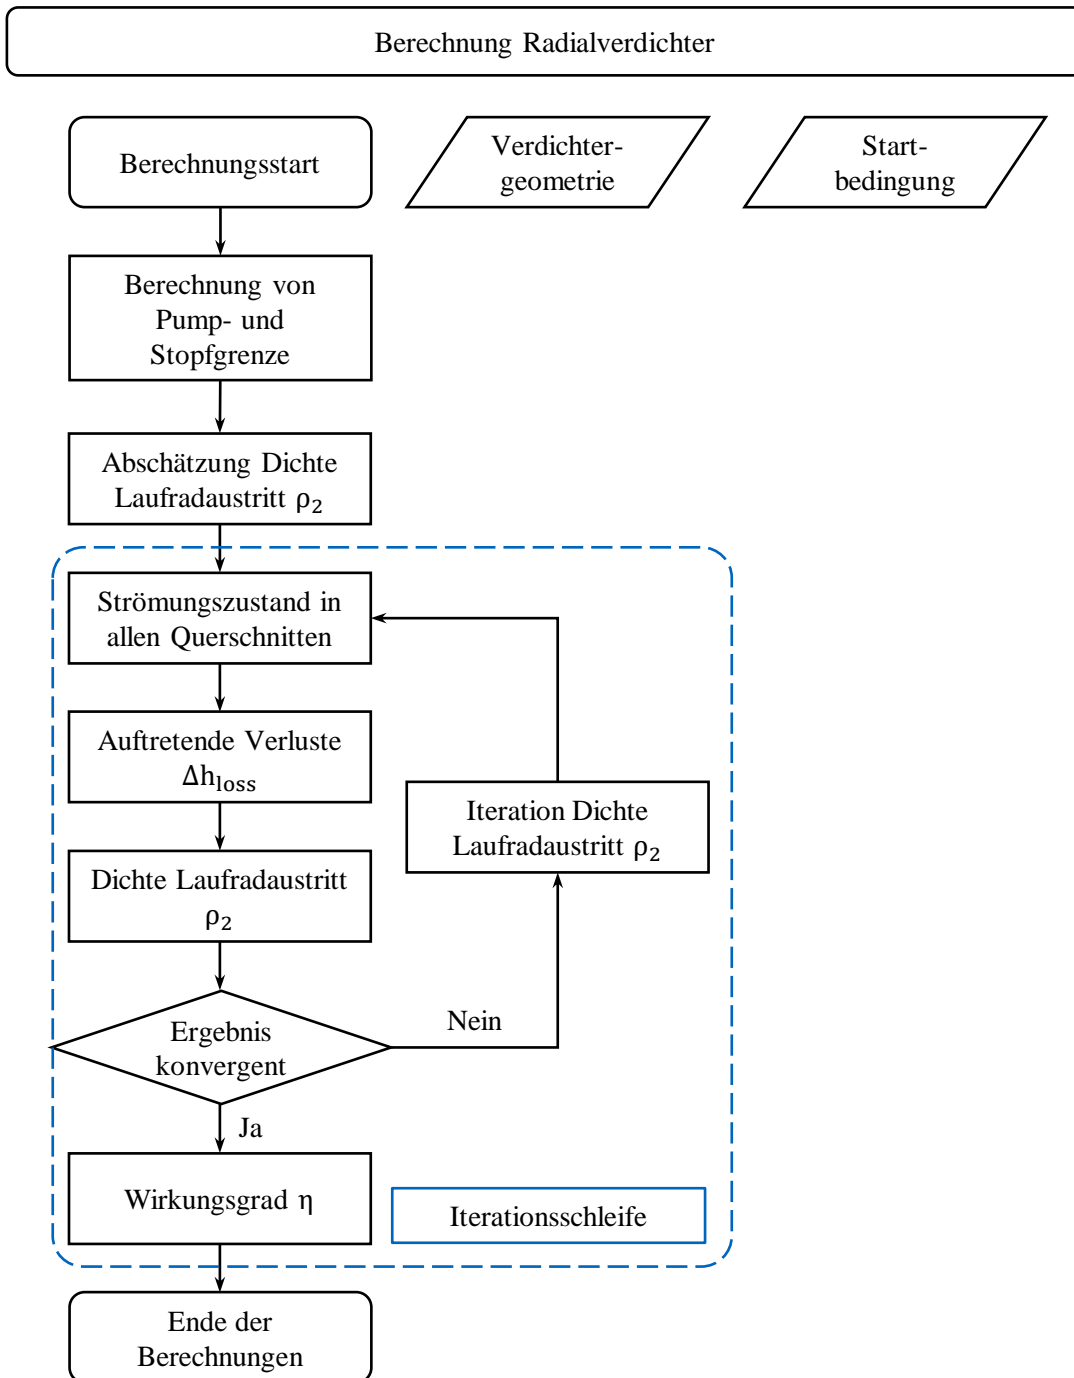 Berechnung Radialverdichter
Berechnungsstart
Verdichter-
geometrie
Start-
bedingung
Berechnung von
Pump- und
Stopfgrenze
Abschätzung Dichte
Laufradaustritt ρ₂
Strömungszustand in
allen Querschnitten
Auftretende Verluste
Δh_loss
Iteration Dichte
Laufradaustritt ρ₂
Dichte Laufradaustritt
ρ₂
Nein
Ergebnis
konvergent
Ja
Wirkungsgrad η
Iterationsschleife
Ende der
Berechnungen